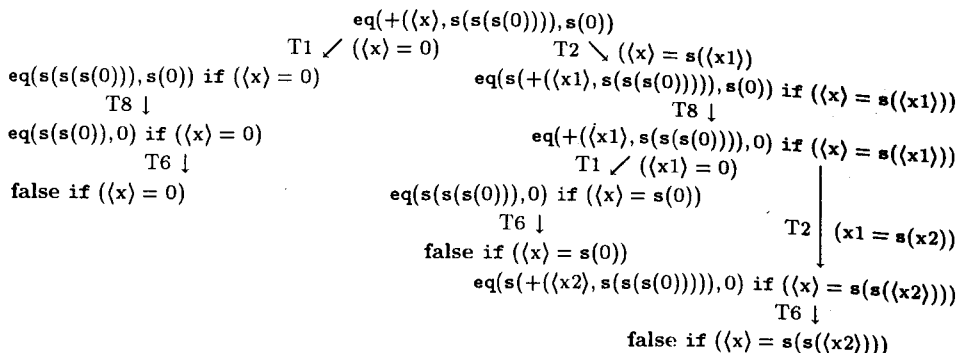 eq(+(⟨x⟩,s(s(s(0)))),s(0))
T1 ↙ (⟨x⟩ = 0) T2 ↘ (⟨x⟩ = s(⟨x1⟩)
eq(s(s(s(0))),s(0)) if (⟨x⟩ = 0) eq(s(+(⟨x1⟩,s(s(s(0))))),s(0)) if (⟨x⟩ = s(⟨x1⟩))
T8 ↓ T8 ↓
eq(s(s(0)),0) if (⟨x⟩ = 0) eq(+(⟨x1⟩,s(s(s(0)))),0) if (⟨x⟩ = s(⟨x1⟩))
T6 ↓ T1 ↙ (⟨x1⟩ = 0)
false if (⟨x⟩ = 0) eq(s(s(s(0))),0) if (⟨x⟩ = s(0))
T6 ↓ T2 (x1 = s(x2))
false if (⟨x⟩ = s(0))
eq(s(+(⟨x2⟩,s(s(s(0))))),0) if (⟨x⟩ = s(s(⟨x2⟩)))
T6 ↓
false if (⟨x⟩ = s(s(⟨x2⟩)))